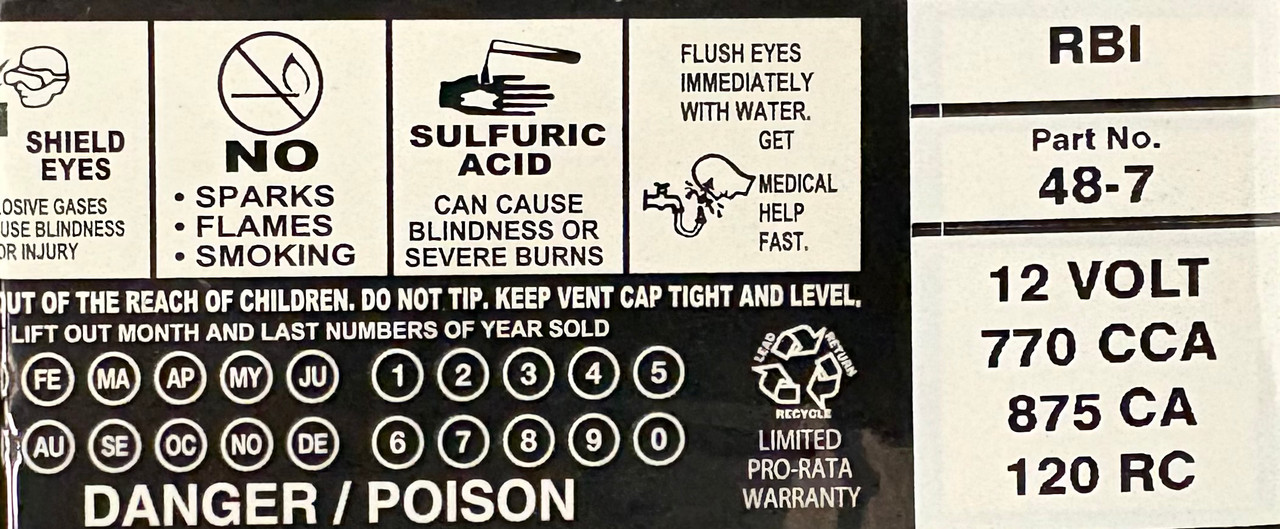 SHIELD
EYES
LOSIVE GASES
USE BLINDNESS
OR INJURY
NO
• SPARKS
• FLAMES
• SMOKING
SULFURIC
ACID
CAN CAUSE
BLINDNESS OR
SEVERE BURNS
FLUSH EYES
IMMEDIATELY
WITH WATER.
GET
MEDICAL
HELP
FAST.
OUT OF THE REACH OF CHILDREN. DO NOT TIP. KEEP VENT CAP TIGHT AND LEVEL.
LIFT OUT MONTH AND LAST NUMBERS OF YEAR SOLD
FE MA AP MY JU 1 2 3 4 5
AU SE OC NO DE 6 7 8 9 0
DANGER / POISON
LEAD
RETURN
RECYCLE
LIMITED
PRO-RATA
WARRANTY
RBI
Part No.
48-7
12 VOLT
770 CCA
875 CA
120 RC